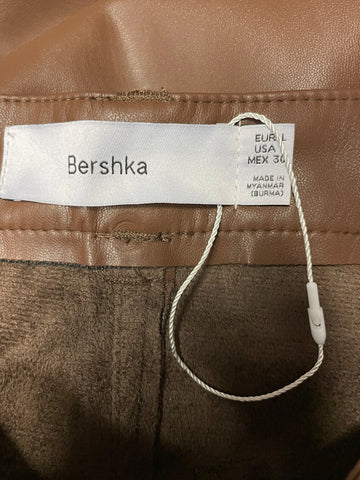 Bershka
EUR L
USA
MEX 30
MADE IN
MYANMAR
(BURMA)